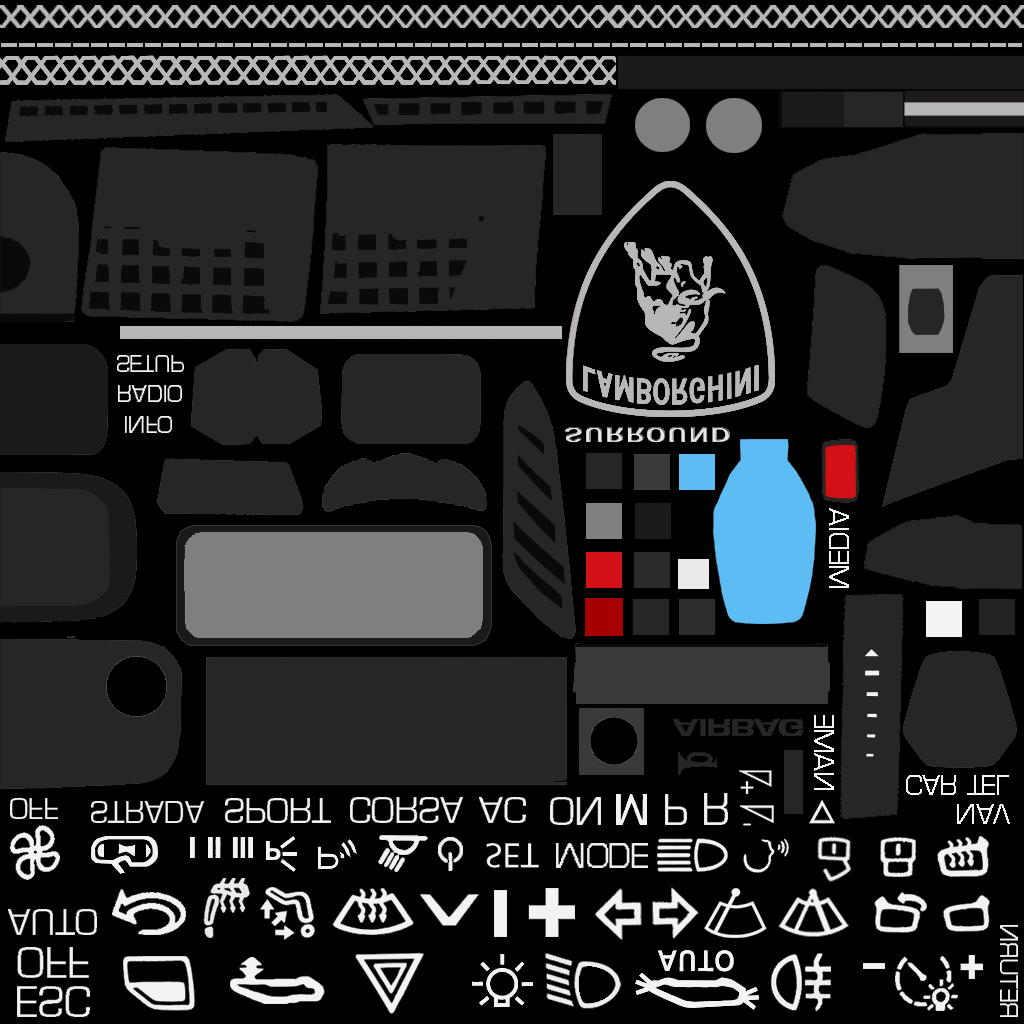 SETUP
RADIO
INFO
LAMBORGHINI
SURROUND
MEDIA
AIRBAG
NAME
CAR TEL
NAV
OFF STRADA SPORT CORSA AC ON M P R
SET MODE
AUTO
OFF
ESC
AUTO
RETURN